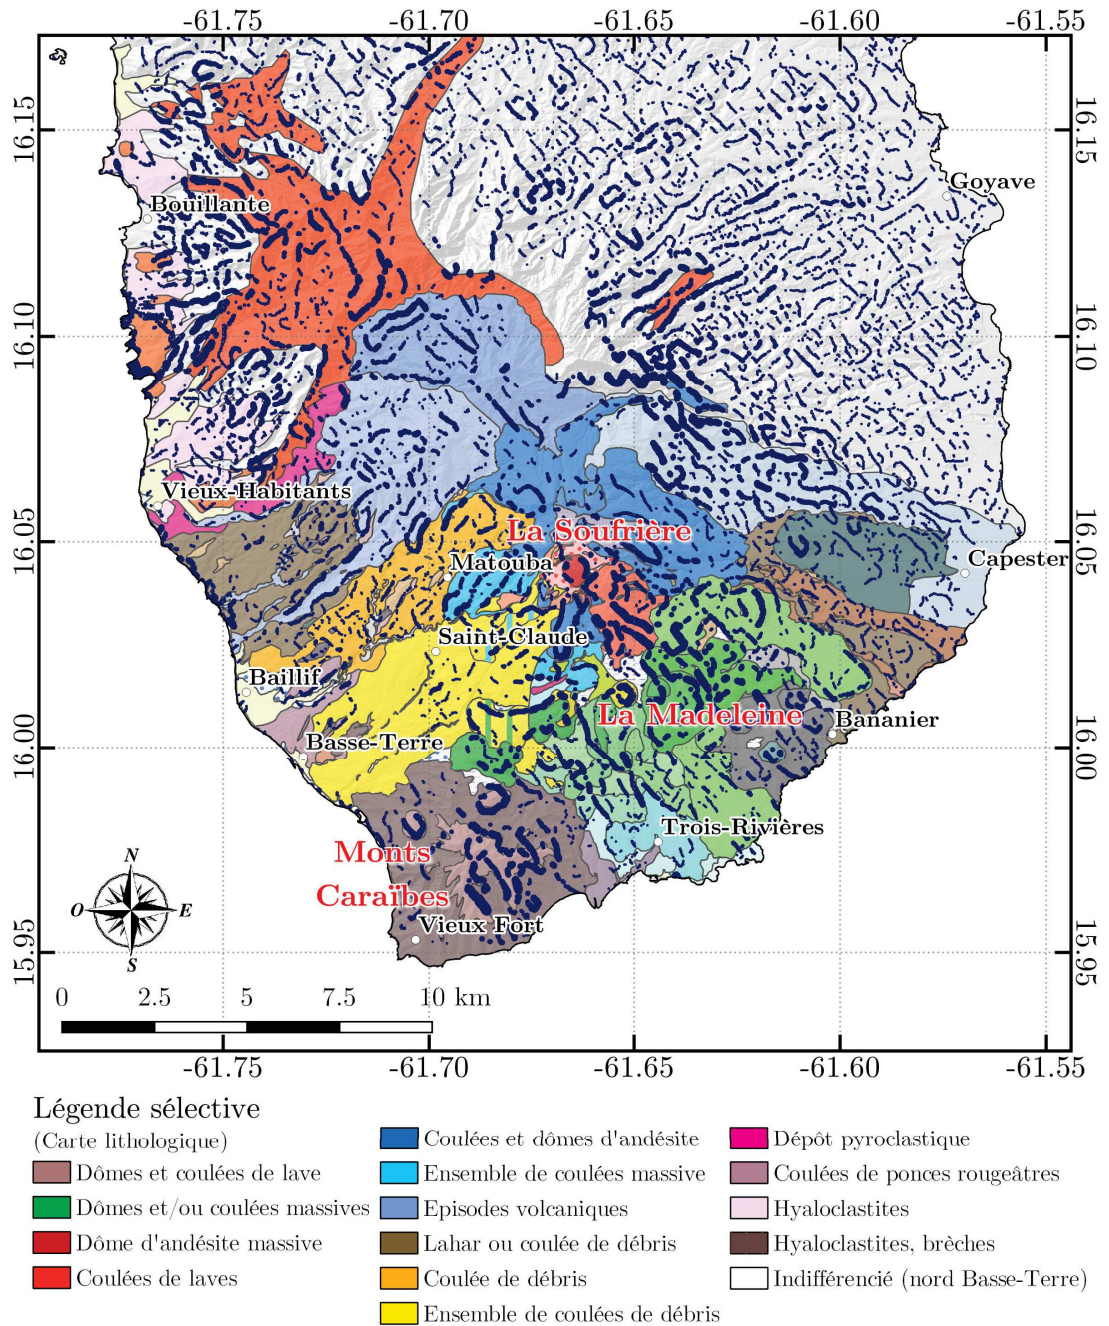 -61.75 -61.70 -61.65 -61.60 -61.55
16.15 16.15
Goyave
Bouillante
16.10 16.10
Vieux-Habitants
La Soufrière
16.05 16.05
Matouba
Capester
Saint-Claude
Baillif
La Madeleine
Bananier
Basse-Terre
16.00 16.00
Trois-Rivières
Monts
Caraïbes
Vieux Fort
N
O E
S
15.95 15.95
0 2.5 5 7.5 10 km
-61.75 -61.70 -61.65 -61.60 -61.55
Légende sélective
(Carte lithologique)
Dômes et coulées de lave
Dômes et/ou coulées massives
Dôme d'andésite massive
Coulées de laves
Coulées et dômes d'andésite
Ensemble de coulées massive
Episodes volcaniques
Lahar ou coulée de débris
Coulée de débris
Ensemble de coulées de débris
Dépôt pyroclastique
Coulées de ponces rougeâtres
Hyaloclastites
Hyaloclastites, brèches
Indifférencié (nord Basse-Terre)